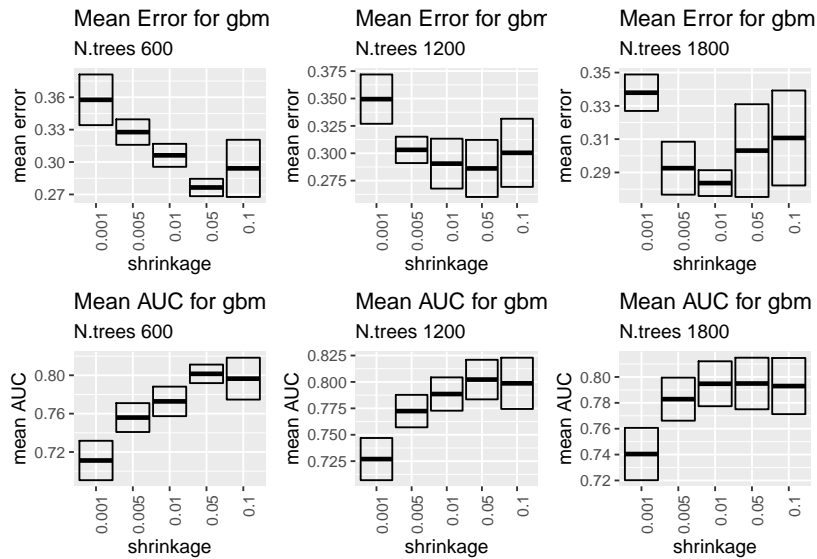 Mean Error for gbm
N.trees 600
mean error
0.36
0.33
0.30
0.27
0.001
0.005
0.01
0.05
0.1
shrinkage
Mean Error for gbm
N.trees 1200
mean error
0.375
0.350
0.325
0.300
0.275
0.001
0.005
0.01
0.05
0.1
shrinkage
Mean Error for gbm
N.trees 1800
mean error
0.35
0.33
0.31
0.29
0.001
0.005
0.01
0.05
0.1
shrinkage
Mean AUC for gbm
N.trees 600
mean AUC
0.80
0.76
0.72
0.001
0.005
0.01
0.05
0.1
shrinkage
Mean AUC for gbm
N.trees 1200
mean AUC
0.825
0.800
0.775
0.750
0.725
0.001
0.005
0.01
0.05
0.1
shrinkage
Mean AUC for gbm
N.trees 1800
mean AUC
0.80
0.78
0.76
0.74
0.72
0.001
0.005
0.01
0.05
0.1
shrinkage